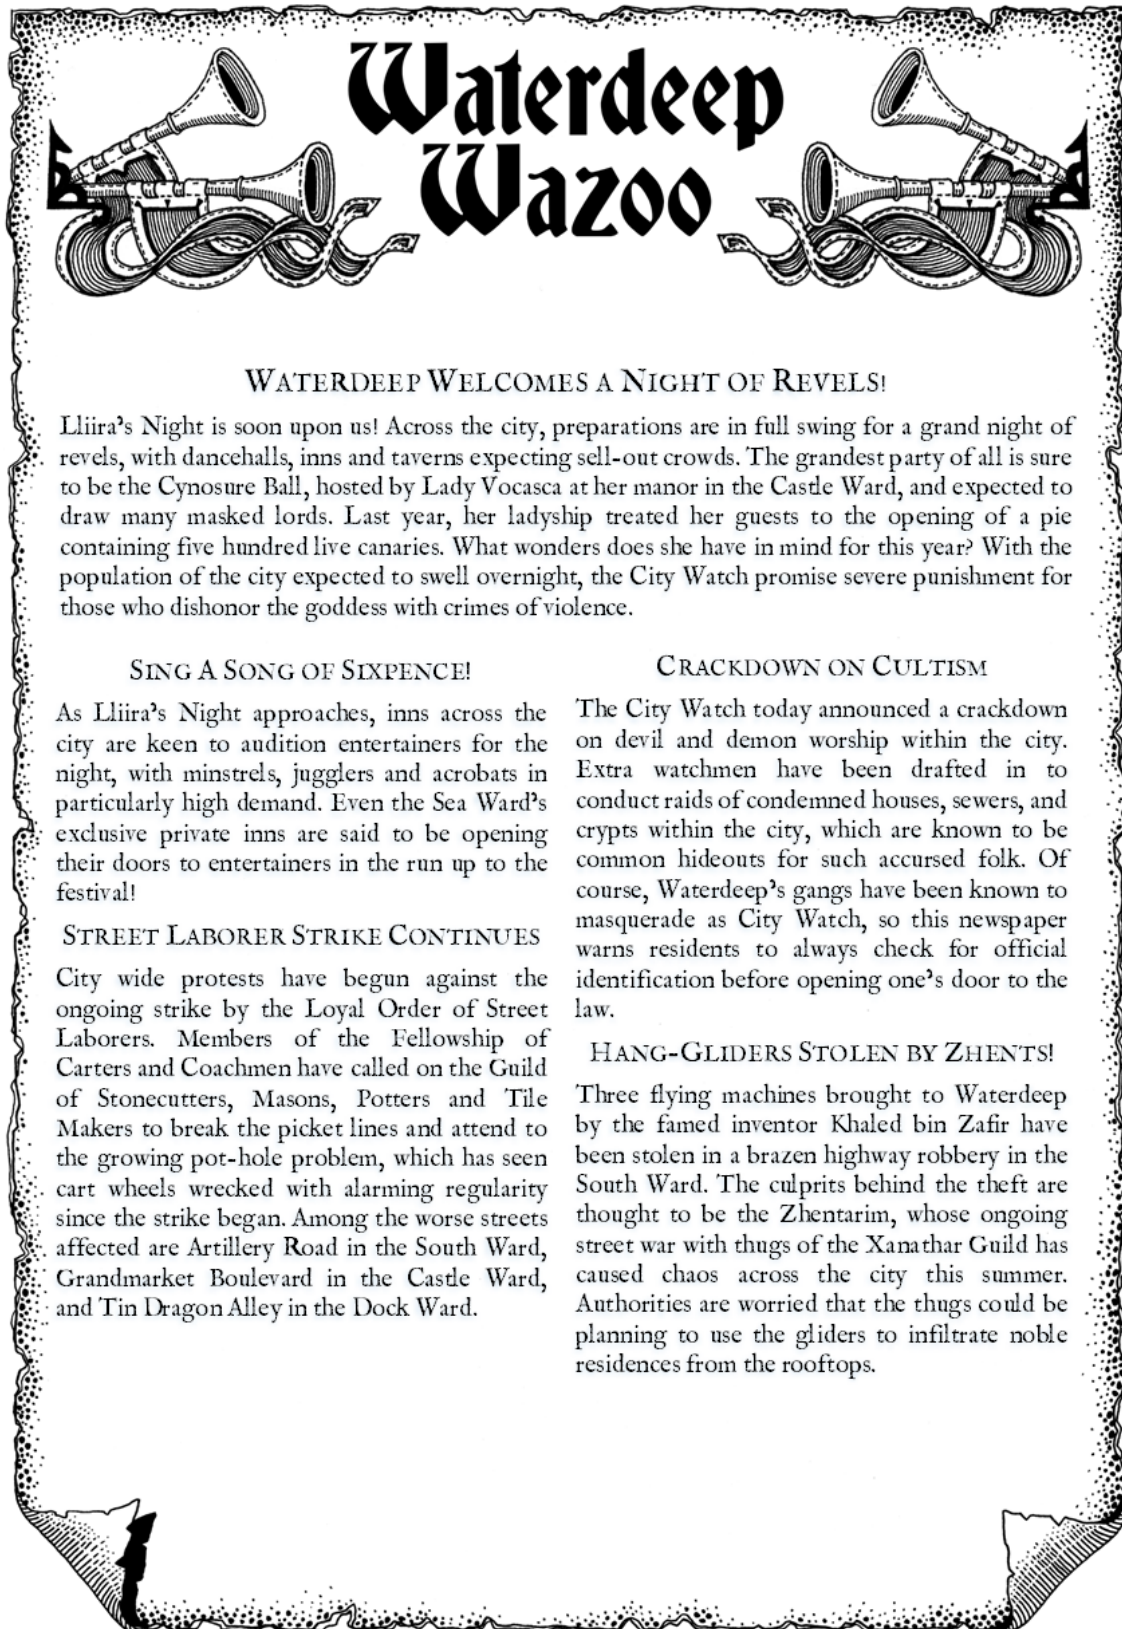 Waterdeep
Wazoo
WATERDEEP WELCOMES A NIGHT OF REVELS!
Lliira's Night is soon upon us! Across the city, preparations are in full swing for a grand night of
revels, with dancehalls, inns and taverns expecting sell-out crowds. The grandest party of all is sure
to be the Cynosure Ball, hosted by Lady Vocasca at her manor in the Castle Ward, and expected to
draw many masked lords. Last year, her ladyship treated her guests to the opening of a pie
containing five hundred live canaries. What wonders does she have in mind for this year? With the
population of the city expected to swell overnight, the City Watch promise severe punishment for
those who dishonor the goddess with crimes of violence.
SING A SONG OF SIXPENCE!
As Lliira's Night approaches, inns across the
city are keen to audition entertainers for the
night, with minstrels, jugglers and acrobats in
particularly high demand. Even the Sea Ward's
exclusive private inns are said to be opening
their doors to entertainers in the run up to the
festival!
STREET LABORER STRIKE CONTINUES
City wide protests have begun against the
ongoing strike by the Loyal Order of Street
Laborers. Members of the Fellowship of
Carters and Coachmen have called on the Guild
of Stonecutters, Masons, Potters and Tile
Makers to break the picket lines and attend to
the growing pot-hole problem, which has seen
cart wheels wrecked with alarming regularity
since the strike began. Among the worse streets
affected are Artillery Road in the South Ward,
Grandmarket Boulevard in the Castle Ward,
and Tin Dragon Alley in the Dock Ward.
CRACKDOWN ON CULTISM
The City Watch today announced a crackdown
on devil and demon worship within the city.
Extra watchmen have been drafted in to
conduct raids of condemned houses, sewers, and
crypts within the city, which are known to be
common hideouts for such accursed folk. Of
course, Waterdeep's gangs have been known to
masquerade as City Watch, so this newspaper
warns residents to always check for official
identification before opening one's door to the
law.
HANG-GLIDERS STOLEN BY ZHENTS!
Three flying machines brought to Waterdeep
by the famed inventor Khaled bin Zafir have
been stolen in a brazen highway robbery in the
South Ward. The culprits behind the theft are
thought to be the Zhentarim, whose ongoing
street war with thugs of the Xanathar Guild has
caused chaos across the city this summer.
Authorities are worried that the thugs could be
planning to use the gliders to infiltrate noble
residences from the rooftops.